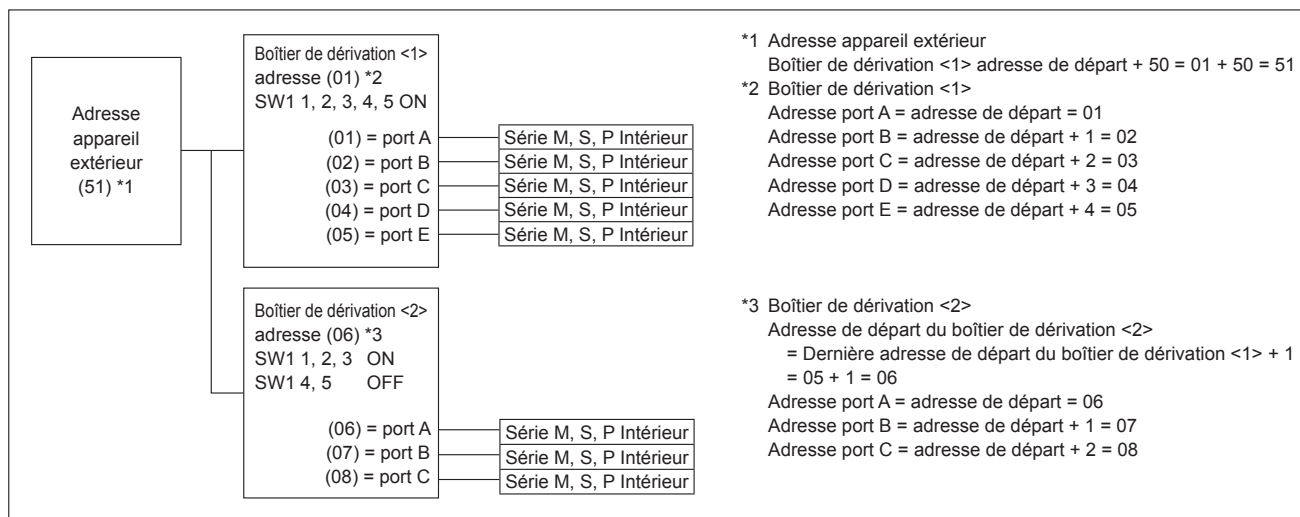 Adresse
appareil
extérieur
(51) *1
Boîtier de dérivation <1>
adresse (01) *2
SW1 1, 2, 3, 4, 5 ON
(01) = port A
(02) = port B
(03) = port C
(04) = port D
(05) = port E
Série M, S, P Intérieur
Série M, S, P Intérieur
Série M, S, P Intérieur
Série M, S, P Intérieur
Série M, S, P Intérieur
Boîtier de dérivation <2>
adresse (06) *3
SW1 1, 2, 3 ON
SW1 4, 5 OFF
(06) = port A
(07) = port B
(08) = port C
Série M, S, P Intérieur
Série M, S, P Intérieur
Série M, S, P Intérieur
*1 Adresse appareil extérieur
Boîtier de dérivation <1> adresse de départ + 50 = 01 + 50 = 51
*2 Boîtier de dérivation <1>
Adresse port A = adresse de départ = 01
Adresse port B = adresse de départ + 1 = 02
Adresse port C = adresse de départ + 2 = 03
Adresse port D = adresse de départ + 3 = 04
Adresse port E = adresse de départ + 4 = 05
*3 Boîtier de dérivation <2>
Adresse de départ du boîtier de dérivation <2>
= Dernière adresse de départ du boîtier de dérivation <1> + 1
= 05 + 1 = 06
Adresse port A = adresse de départ = 06
Adresse port B = adresse de départ + 1 = 07
Adresse port C = adresse de départ + 2 = 08